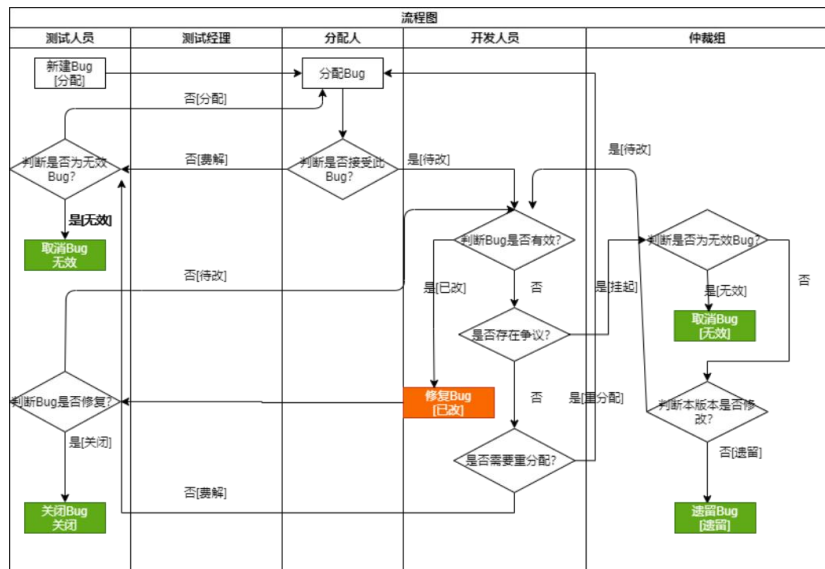 流程图
测试人员
测试经理
分配人
开发人员
仲裁组
新建Bug
[分配]
分配Bug
否[分配]
判断是否为无效
Bug?
否[费解]
判断是否接受此
Bug?
是[待改]
是[待改]
是[无效]
取消Bug
无效
判断Bug是否有效?
判断是否为无效Bug?
否[待改]
是[已改]
否
是[挂起]
是[无效]
否
取消Bug
[无效]
是否存在争议?
判断Bug是否修复?
修复Bug
[已改]
否
是[重分配]
判断本版本是否修
改?
是[关闭]
是否需要重分配?
否[遗留]
否[费解]
关闭Bug
关闭
遗留Bug
[遗留]